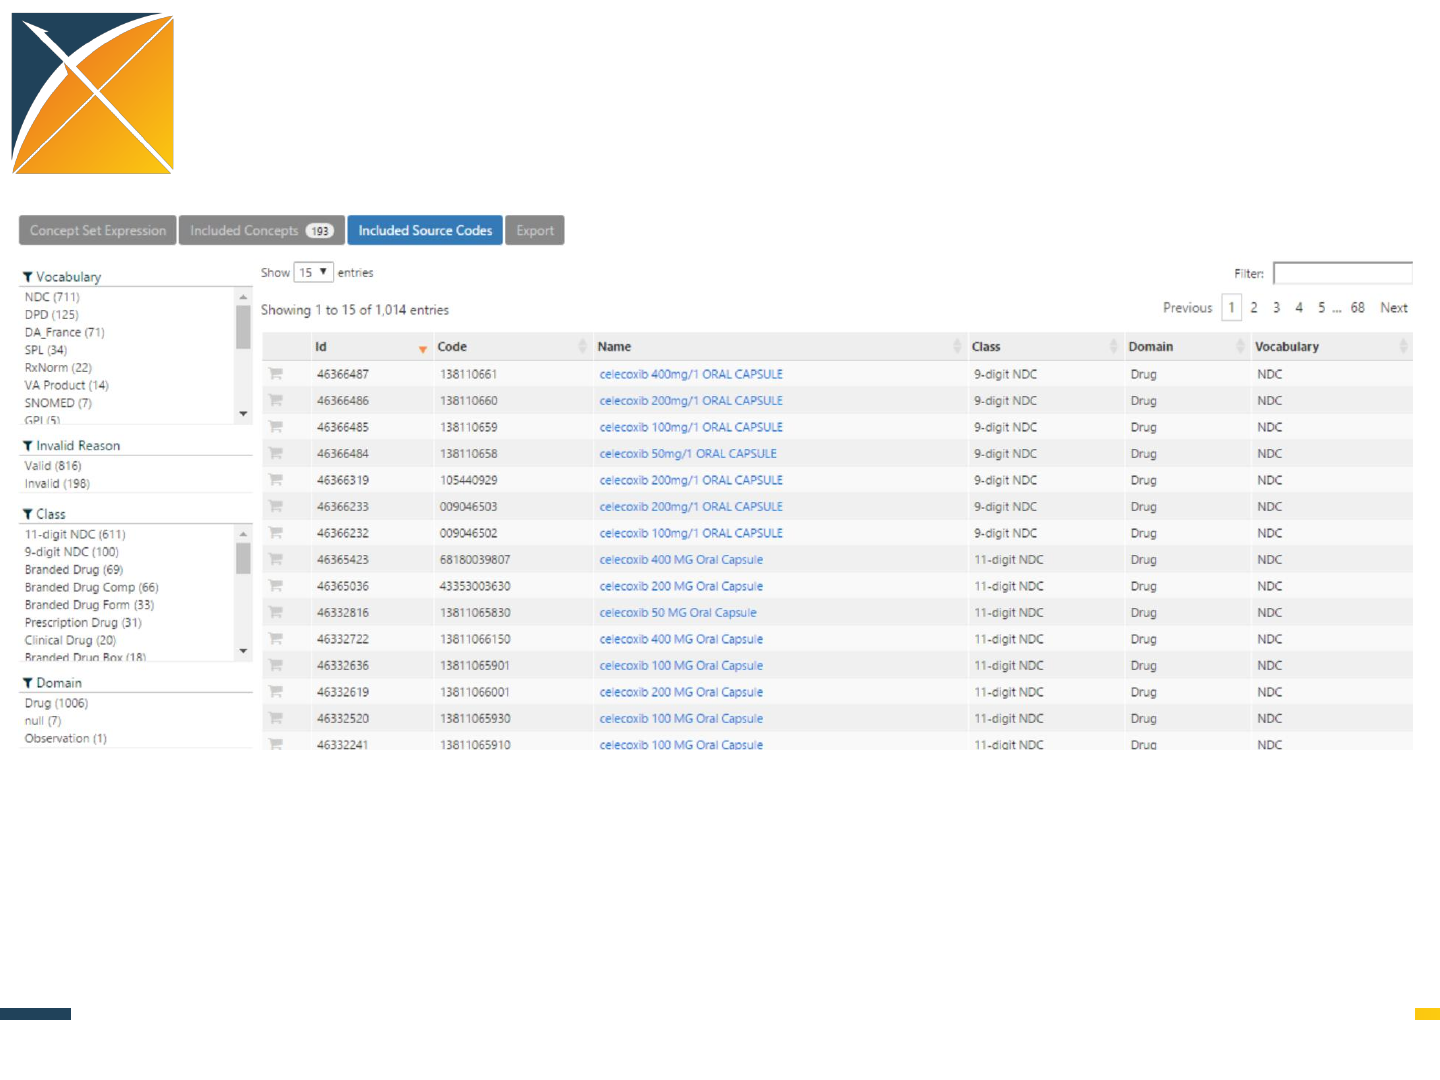 Concept Set Expression Included Concepts 193 Included Source Codes Export
Vocabulary
NDC (711)
DPD (125)
DA_France (71)
SPL (34)
RxNorm (22)
VA Product (14)
SNOMED (7)
GPI (5)
Invalid Reason
Valid (816)
Invalid (198)
Class
11-digit NDC (611)
9-digit NDC (100)
Branded Drug (69)
Branded Drug Comp (66)
Branded Drug Form (33)
Prescription Drug (31)
Clinical Drug (20)
Branded Drug Box (18)
Domain
Drug (1006)
null (7)
Observation (1)
Show 15 entries Filter:
Showing 1 to 15 of 1,014 entries Previous 1 2 3 4 5 ... 68 Next
Id Code Name Class Domain Vocabulary
46366487 138110661 celecoxib 400mg/1 ORAL CAPSULE 9-digit NDC Drug NDC
46366486 138110660 celecoxib 200mg/1 ORAL CAPSULE 9-digit NDC Drug NDC
46366485 138110659 celecoxib 100mg/1 ORAL CAPSULE 9-digit NDC Drug NDC
46366484 138110658 celecoxib 50mg/1 ORAL CAPSULE 9-digit NDC Drug NDC
46366319 105440929 celecoxib 200mg/1 ORAL CAPSULE 9-digit NDC Drug NDC
46366233 009046503 celecoxib 200mg/1 ORAL CAPSULE 9-digit NDC Drug NDC
46366232 009046502 celecoxib 100mg/1 ORAL CAPSULE 9-digit NDC Drug NDC
46365423 68180039807 celecoxib 400 MG Oral Capsule 11-digit NDC Drug NDC
46365036 43353003630 celecoxib 200 MG Oral Capsule 11-digit NDC Drug NDC
46332816 13811065830 celecoxib 50 MG Oral Capsule 11-digit NDC Drug NDC
46332722 13811066150 celecoxib 400 MG Oral Capsule 11-digit NDC Drug NDC
46332636 13811065901 celecoxib 100 MG Oral Capsule 11-digit NDC Drug NDC
46332619 13811066001 celecoxib 200 MG Oral Capsule 11-digit NDC Drug NDC
46332520 13811065930 celecoxib 100 MG Oral Capsule 11-digit NDC Drug NDC
46332241 13811065910 celecoxib 100 MG Oral Capsule 11-digit NDC Drug NDC